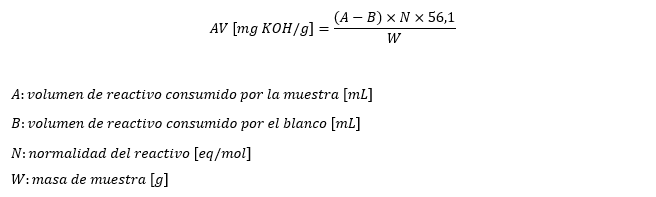 AV [mg KOH/g] = (A − B) × N × 56,1 / W
A: volumen de reactivo consumido por la muestra [mL]
B: volumen de reactivo consumido por el blanco [mL]
N: normalidad del reactivo [eq/mol]
W: masa de muestra [g]